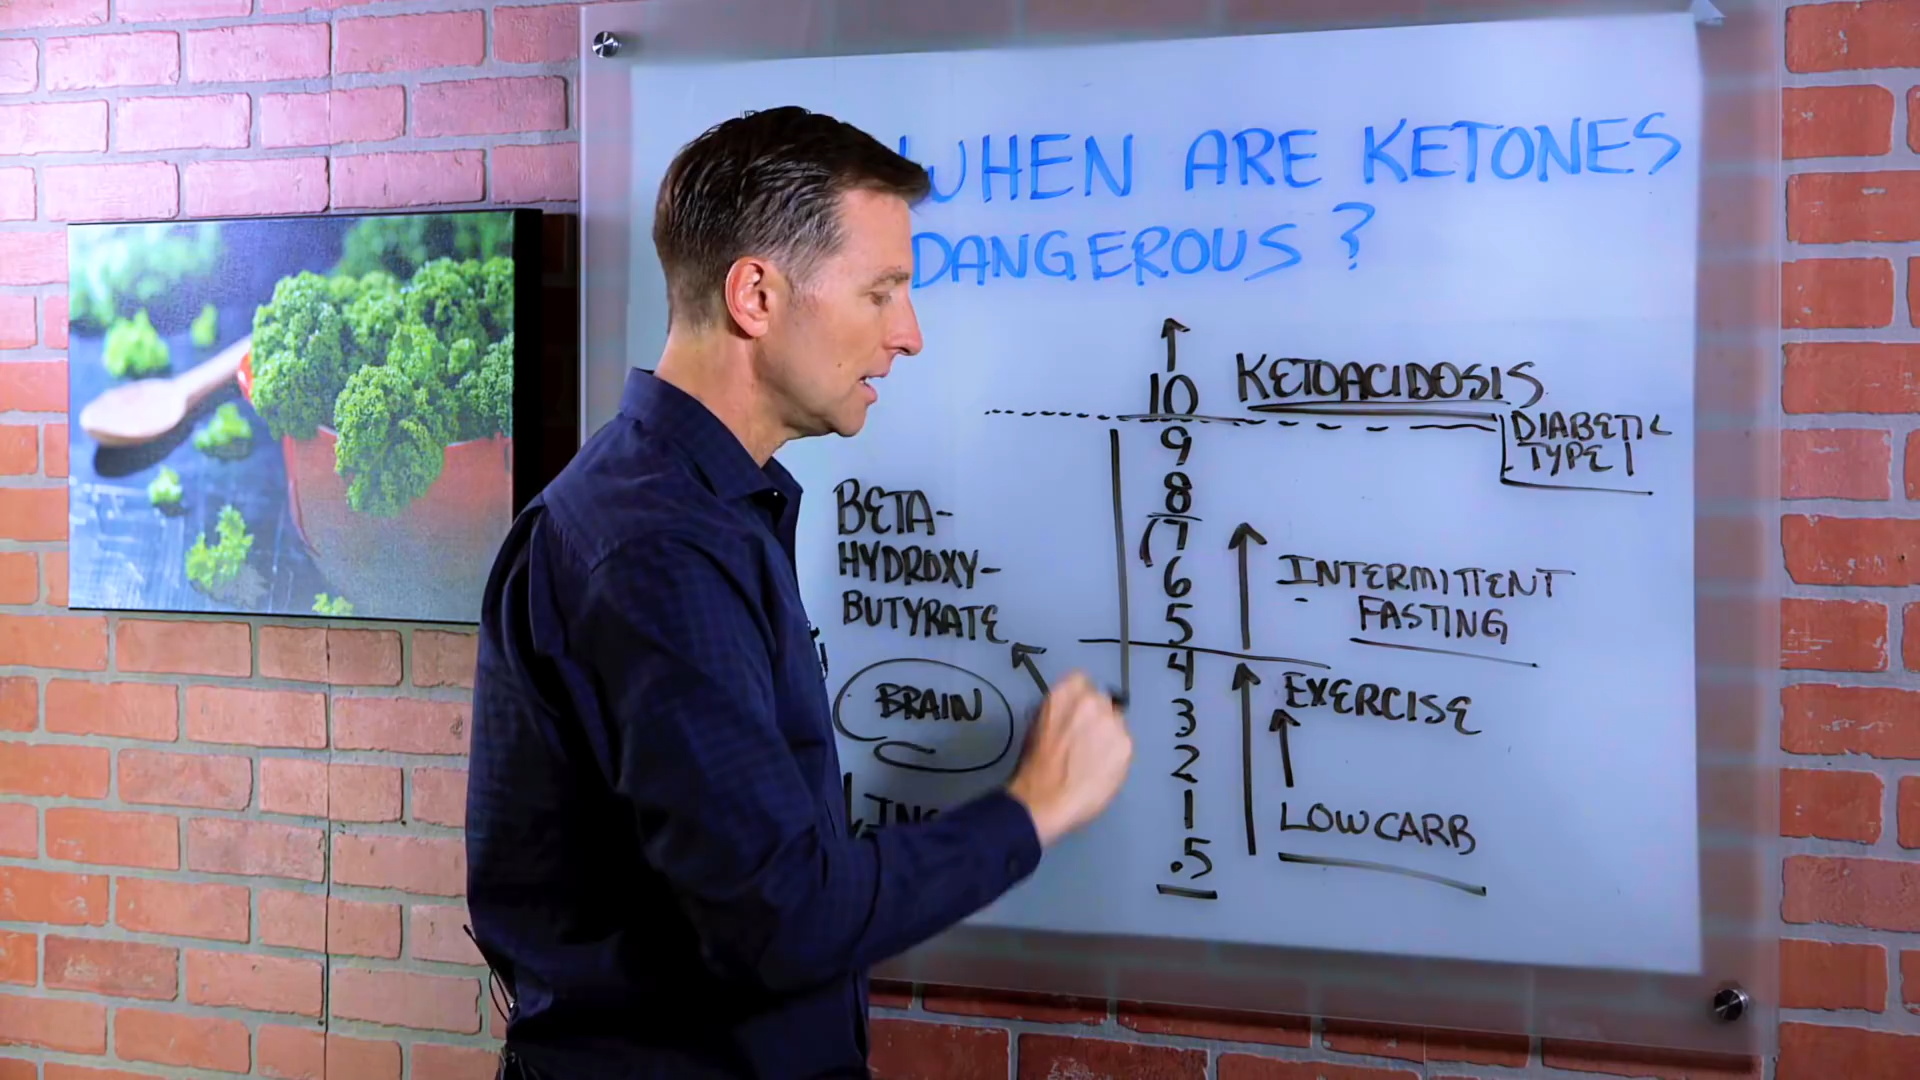 WHEN ARE KETONES
DANGEROUS?
10 KETOACIDOSIS
9 DIABETIC
TYPE 1
8
7
6
5
4
3
2
1
.5
INTERMITTENT
FASTING
EXERCISE
LOW CARB
BETA-
HYDROXY-
BUTYRATE
BRAIN